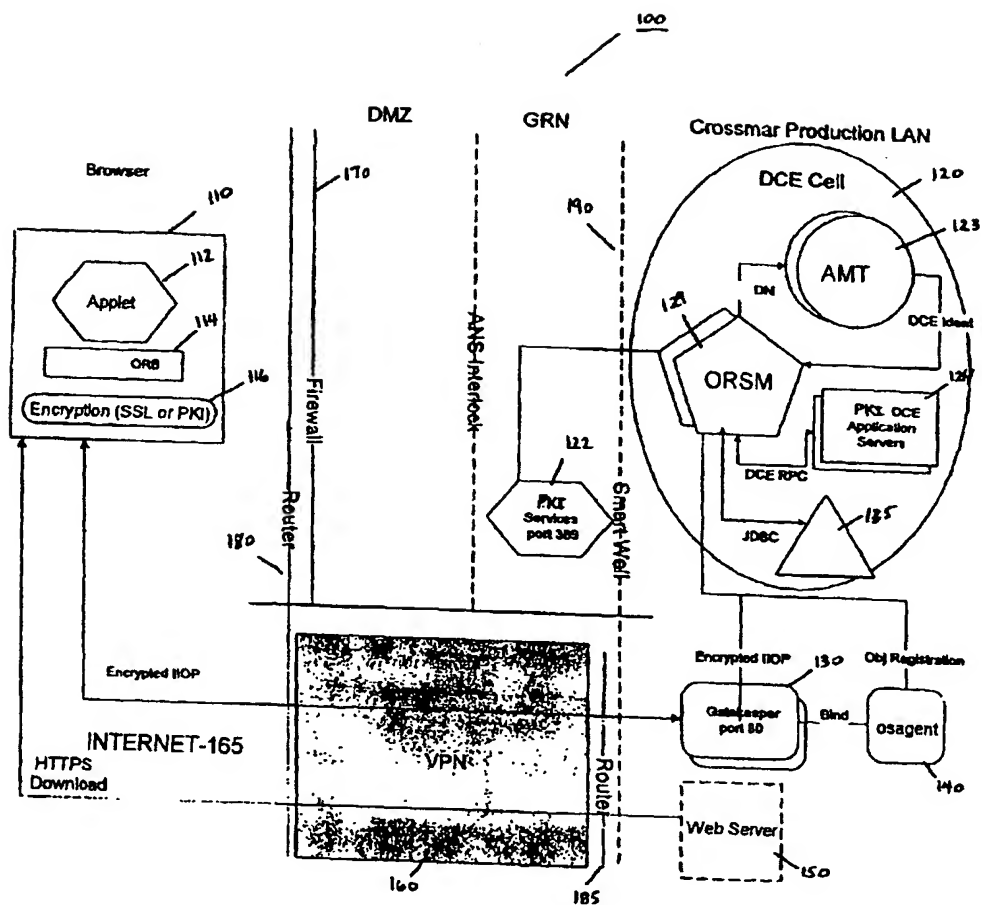 100
DMZ
GRN
Crossmar Production LAN
Browser
170
DCE Cell
120
110
190
123
112
Applet
AMT
DN
129
114
ORB
ANS Interlock
DCE Ident
116
Firewall
ORSM
Encryption (SSL or PKI)
PKI DCE
Application
Servers
122
DCE RPC
PKI
Services
port 389
Router
Smart Wall
135
180
JDBC
Encrypted IIOP
Encrypted IIOP
130
Obj Registration
Gatekeeper
port 80
Bind
osagent
INTERNET-165
VPN
Router
HTTPS
Download
140
Web Server
160
185
150